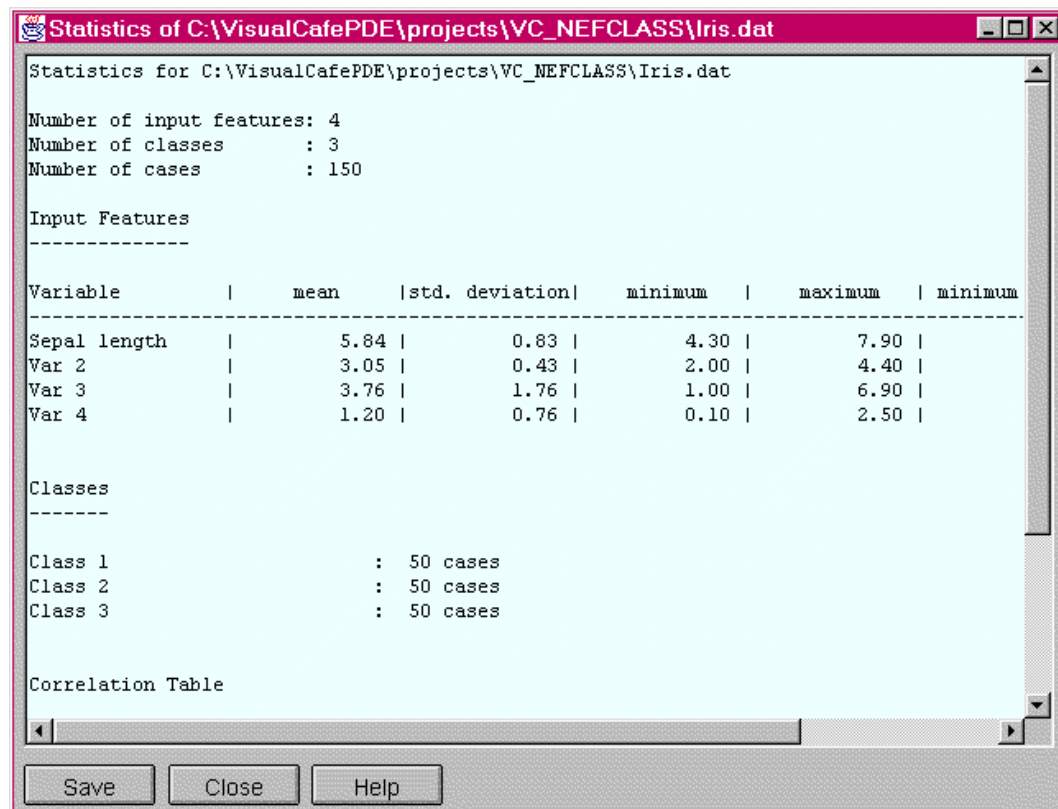 Statistics of C:\VisualCafePDE\projects\VC_NEFCLASS\Iris.dat
Statistics for C:\VisualCafePDE\projects\VC_NEFCLASS\Iris.dat
Number of input features: 4
Number of classes : 3
Number of cases : 150
Input Features
--------------
Variable | mean |std. deviation| minimum | maximum | minimum
Sepal length | 5.84 | 0.83 | 4.30 | 7.90 |
Var 2 | 3.05 | 0.43 | 2.00 | 4.40 |
Var 3 | 3.76 | 1.76 | 1.00 | 6.90 |
Var 4 | 1.20 | 0.76 | 0.10 | 2.50 |
Classes
-------
Class 1 : 50 cases
Class 2 : 50 cases
Class 3 : 50 cases
Correlation Table
Save Close Help